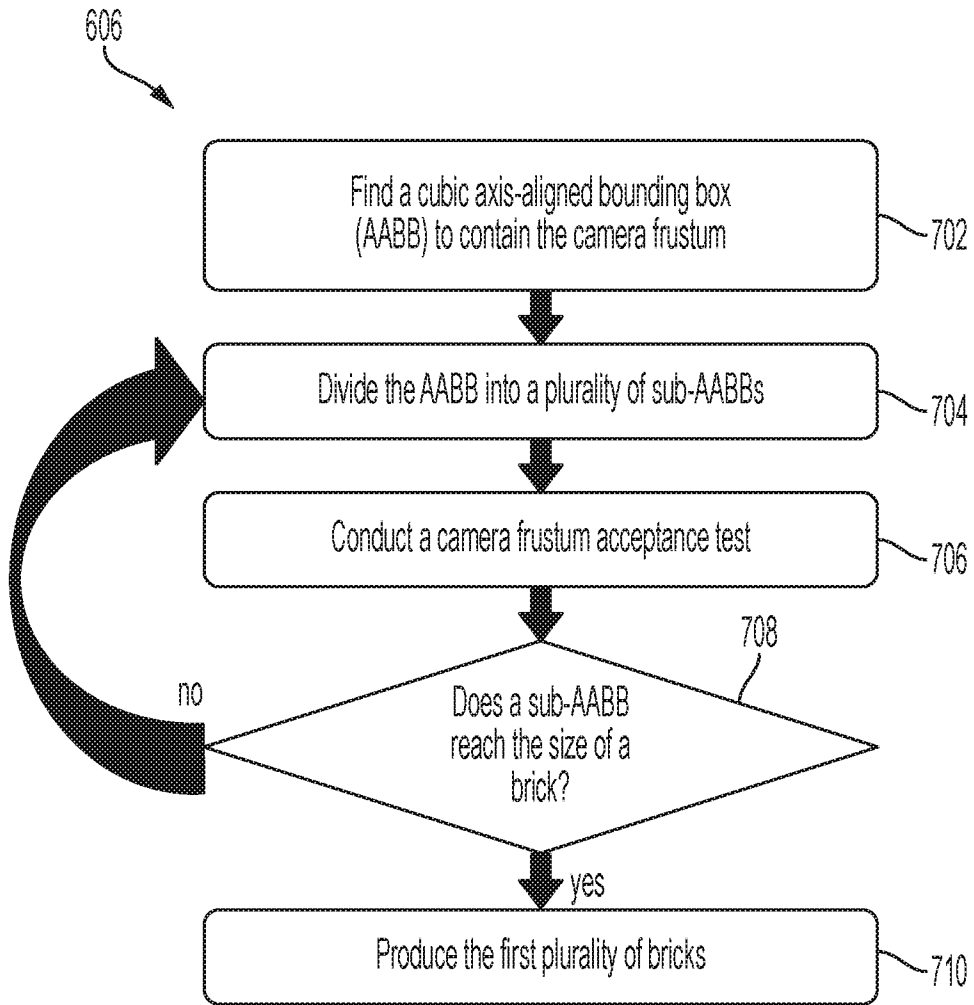 606
Find a cubic axis-aligned bounding box
(AABB) to contain the camera frustum
702
Divide the AABB into a plurality of sub-AABBs
704
Conduct a camera frustum acceptance test
706
708
no
Does a sub-AABB
reach the size of a
brick?
yes
Produce the first plurality of bricks
710